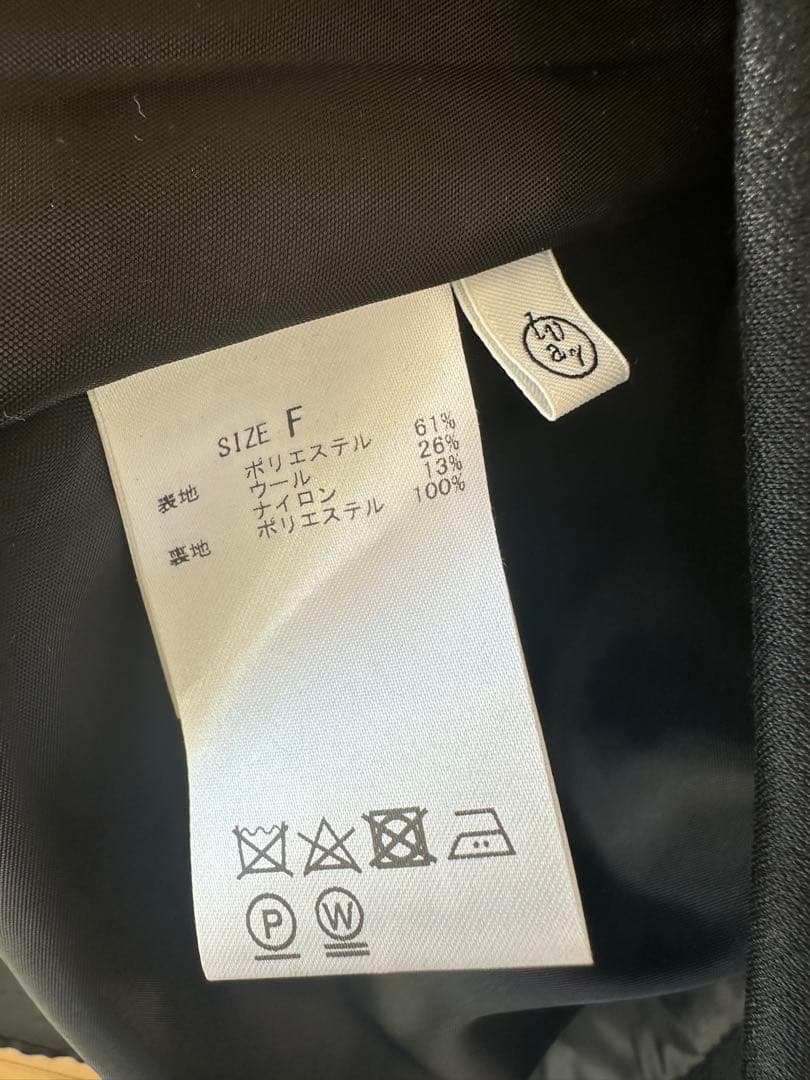 SIZE F
表地 ポリエステル 61%
ウール 26%
ナイロン 13%
裏地 ポリエステル 100%
P W